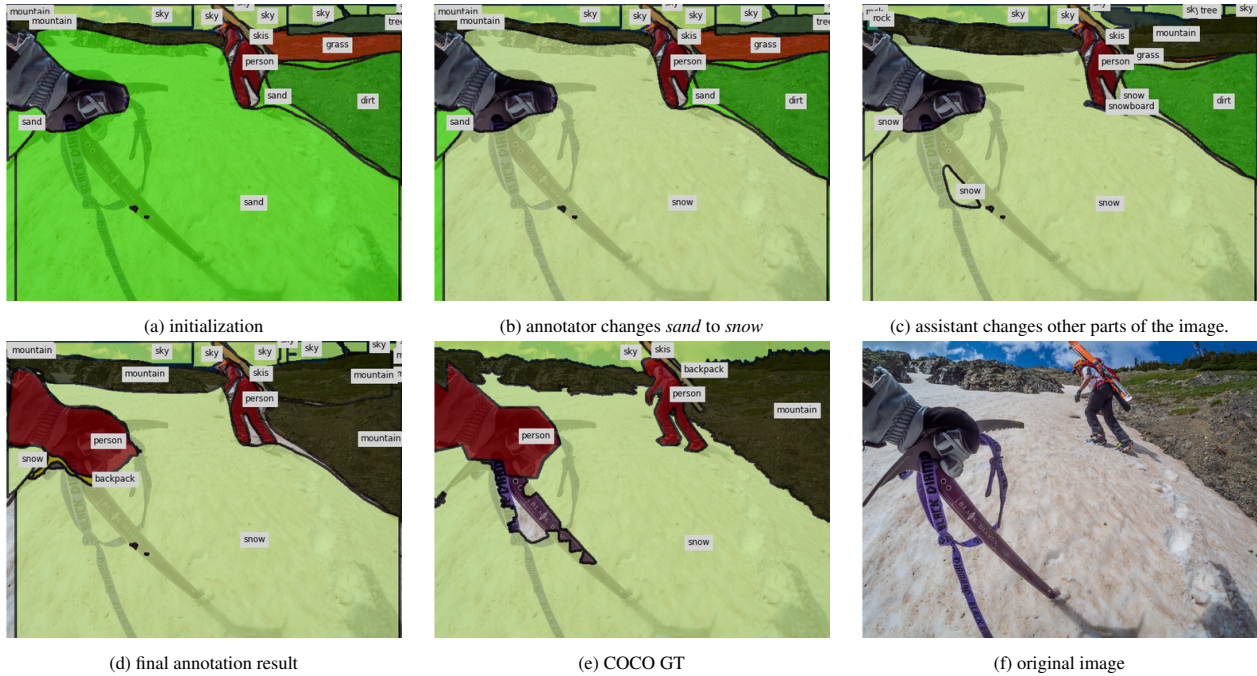 sky sky
mountain sky sky tree
mountain skis
grass
person
sand
dirt
sand
sand
(a) initialization
sky sky
mountain sky sky tree
mountain skis
grass
person
sand
dirt
sand
snow
(b) annotator changes sand to snow
rock sky sky sky tree sky
mountain
skis
grass
person
snow
dirt
snowboard
snow
snow
snow
(c) assistant changes other parts of the image.
mountain sky sky sky sky sky
mountain skis mountain
person
person mountain
snow
backpack
snow
(d) final annotation result
sky skis
backpack
person
mountain
person
snow
(e) COCO GT
BLACK DIAM
(f) original image